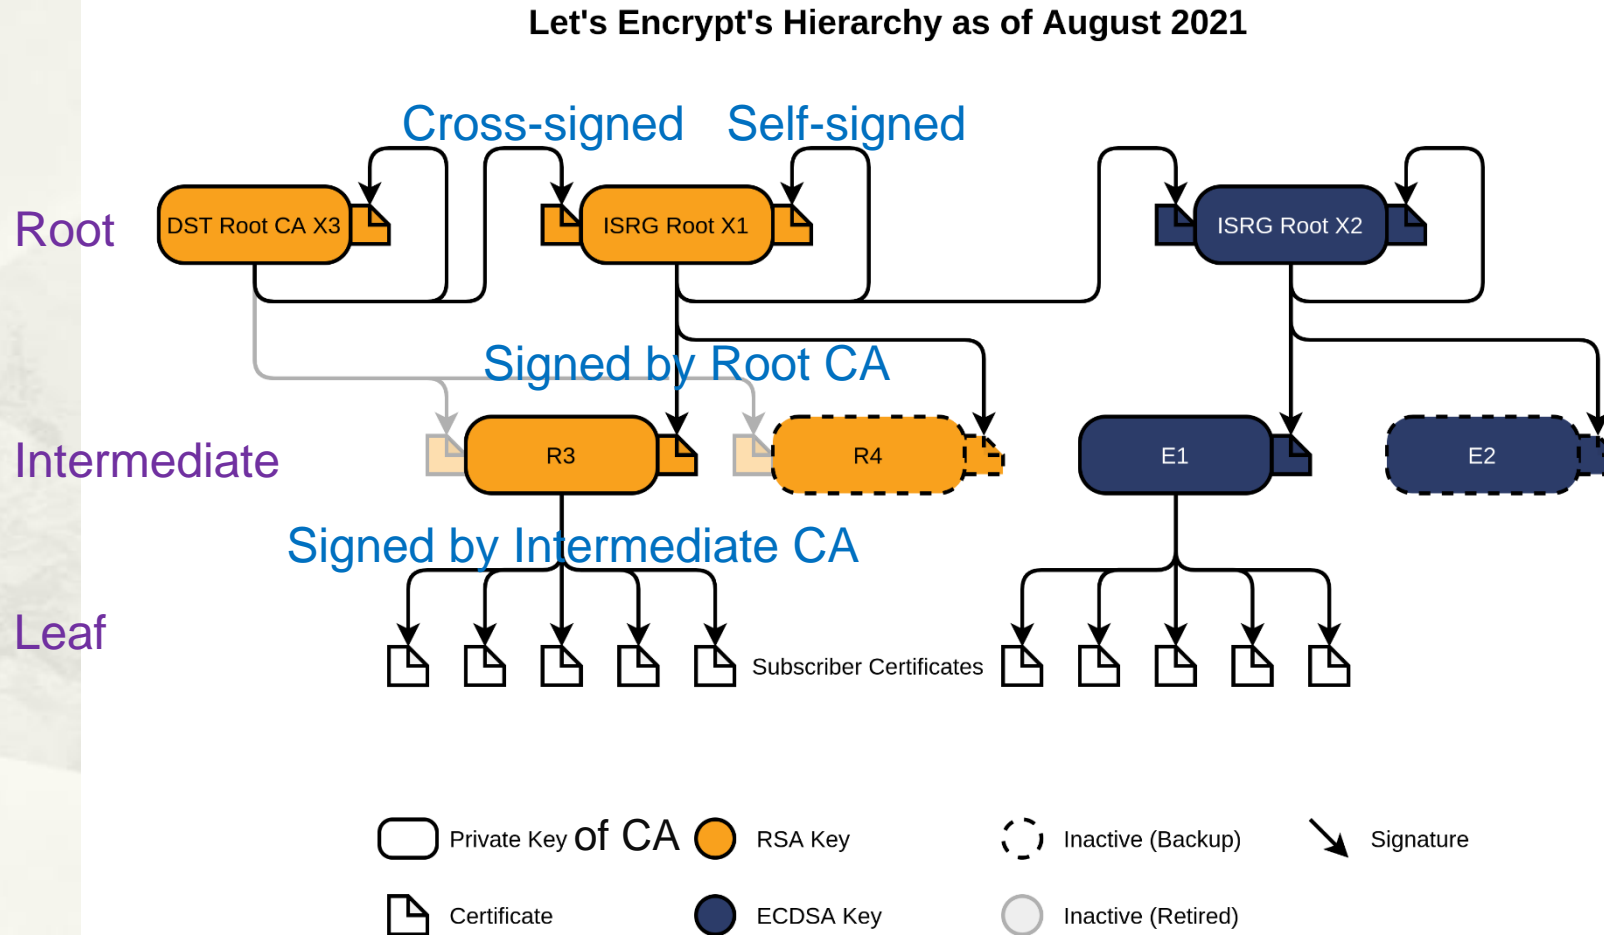 Let's Encrypt's Hierarchy as of August 2021
Cross-signed Self-signed
Root DST Root CA X3 ISRG Root X1 ISRG Root X2
Signed by Root CA
Intermediate R3 R4 E1 E2
Signed by Intermediate CA
Leaf
Subscriber Certificates
Private Key of CA RSA Key Inactive (Backup) Signature
Certificate ECDSA Key Inactive (Retired)